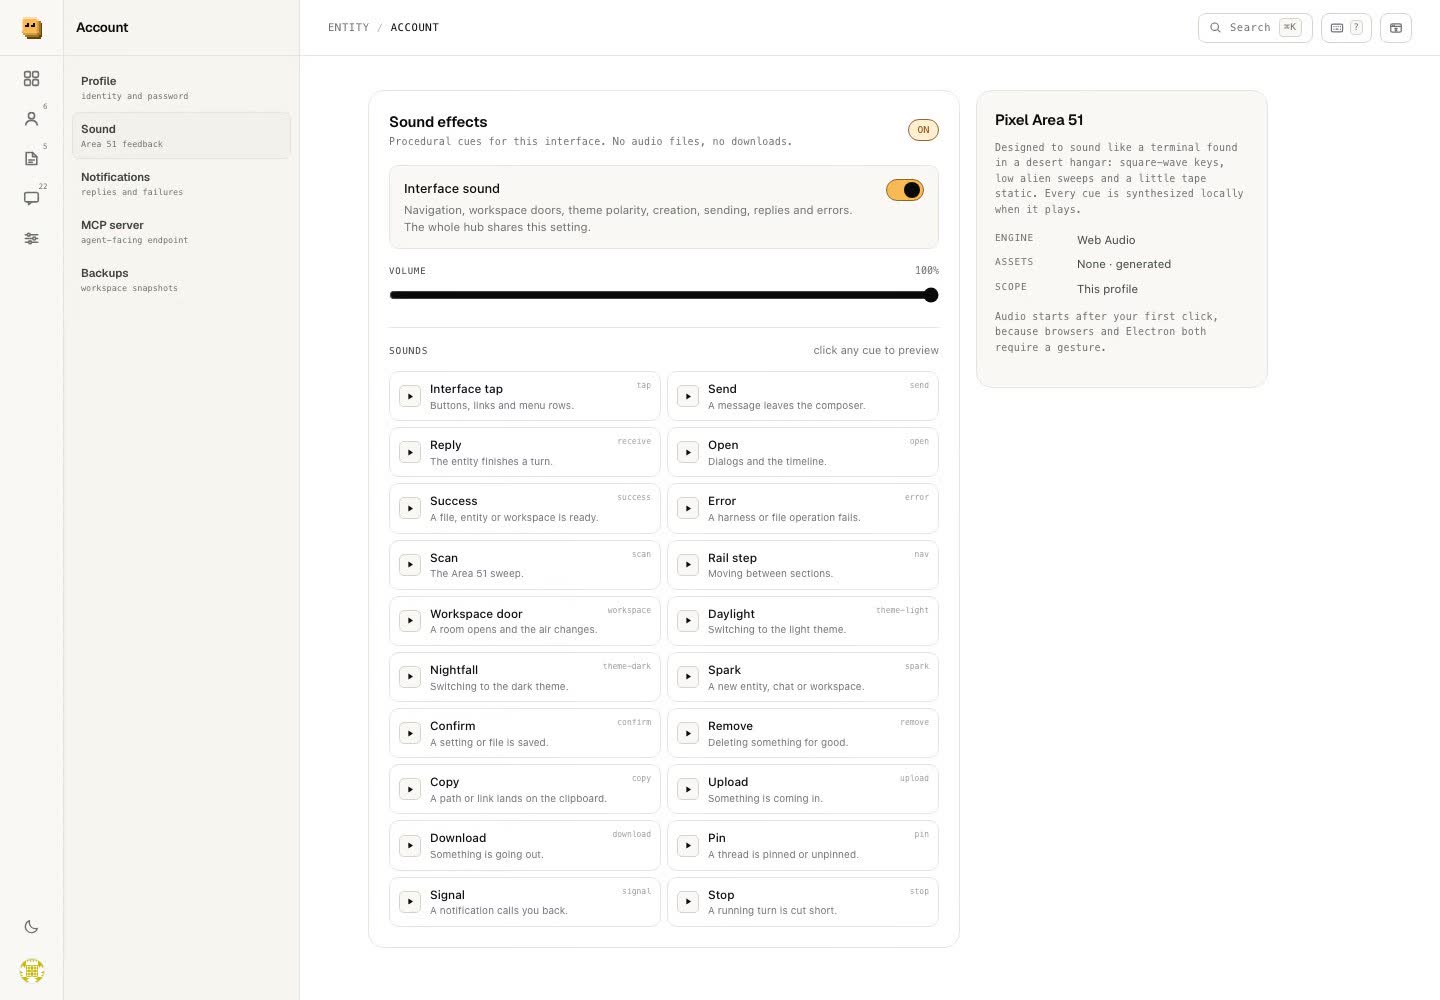 Account
ENTITY / ACCOUNT
Search ⌘K
?
6
5
22
Profile
identity and password
Sound
Area 51 feedback
Notifications
replies and failures
MCP server
agent-facing endpoint
Backups
workspace snapshots
Sound effects
Procedural cues for this interface. No audio files, no downloads.
ON
Interface sound
Navigation, workspace doors, theme polarity, creation, sending, replies and errors.
The whole hub shares this setting.
VOLUME
100%
SOUNDS
click any cue to preview
Interface tap
tap
Buttons, links and menu rows.
Send
send
A message leaves the composer.
Reply
receive
The entity finishes a turn.
Open
open
Dialogs and the timeline.
Success
success
A file, entity or workspace is ready.
Error
error
A harness or file operation fails.
Scan
scan
The Area 51 sweep.
Rail step
nav
Moving between sections.
Workspace door
workspace
A room opens and the air changes.
Daylight
theme-light
Switching to the light theme.
Nightfall
theme-dark
Switching to the dark theme.
Spark
spark
A new entity, chat or workspace.
Confirm
confirm
A setting or file is saved.
Remove
remove
Deleting something for good.
Copy
copy
A path or link lands on the clipboard.
Upload
upload
Something is coming in.
Download
download
Something is going out.
Pin
pin
A thread is pinned or unpinned.
Signal
signal
A notification calls you back.
Stop
stop
A running turn is cut short.
Pixel Area 51
Designed to sound like a terminal found
in a desert hangar: square-wave keys,
low alien sweeps and a little tape
static. Every cue is synthesized locally
when it plays.
ENGINE
Web Audio
ASSETS
None · generated
SCOPE
This profile
Audio starts after your first click,
because browsers and Electron both
require a gesture.